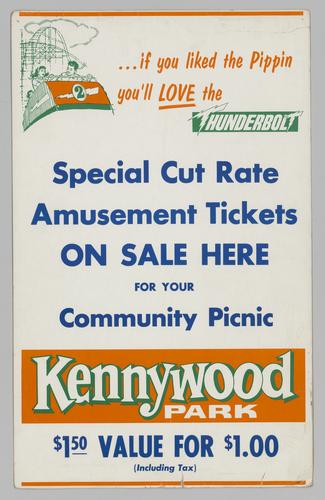 ...if you liked the Pippin
you'll LOVE the
THUNDERBOLT
2
Special Cut Rate
Amusement Tickets
ON SALE HERE
FOR YOUR
Community Picnic
Kennywood
PARK
$1.50 VALUE FOR $1.00
(Including Tax)